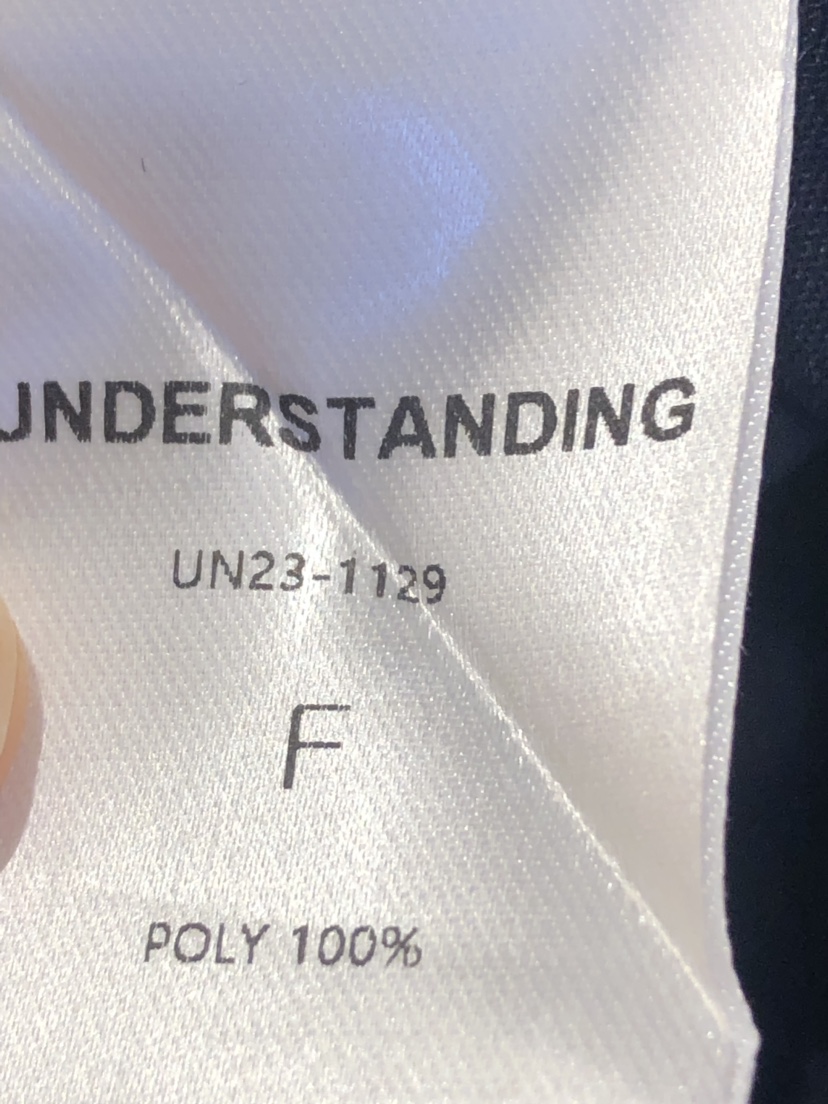 UNDERSTANDING
UN23-1129
F
POLY 100%